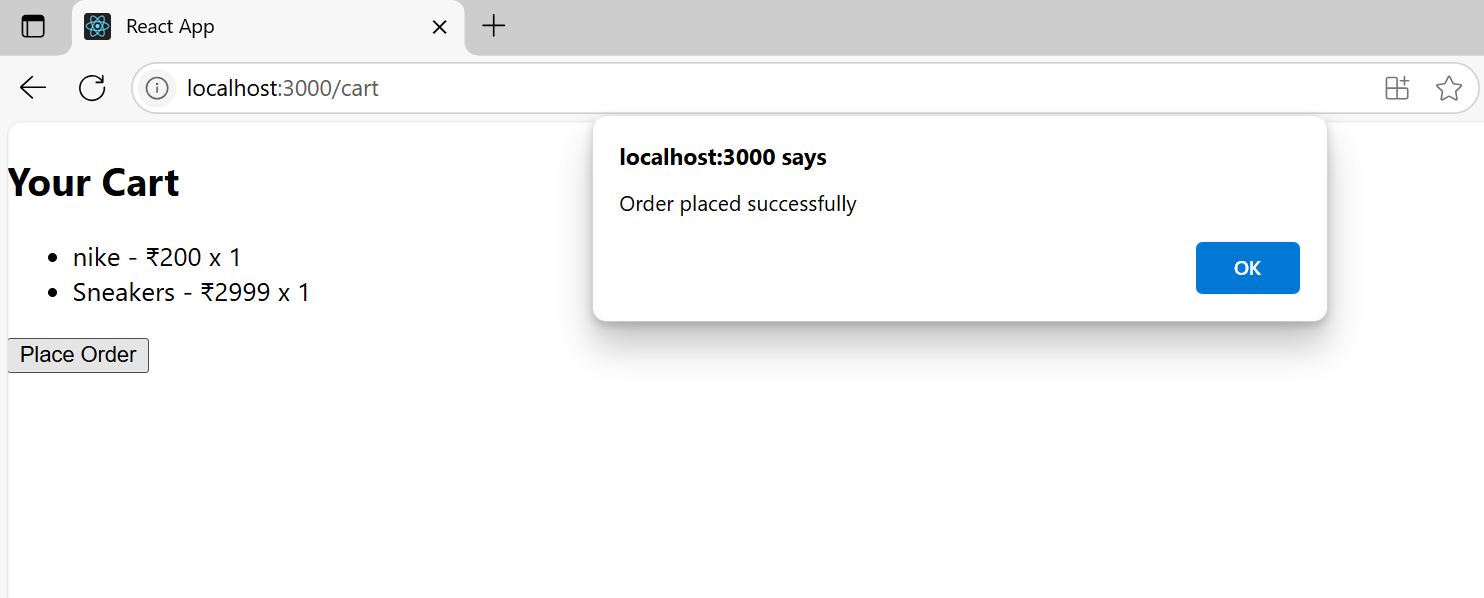 React App
localhost:3000/cart
localhost:3000 says
Order placed successfully
OK
Your Cart
• nike - ₹200 x 1
• Sneakers - ₹2999 x 1
Place Order